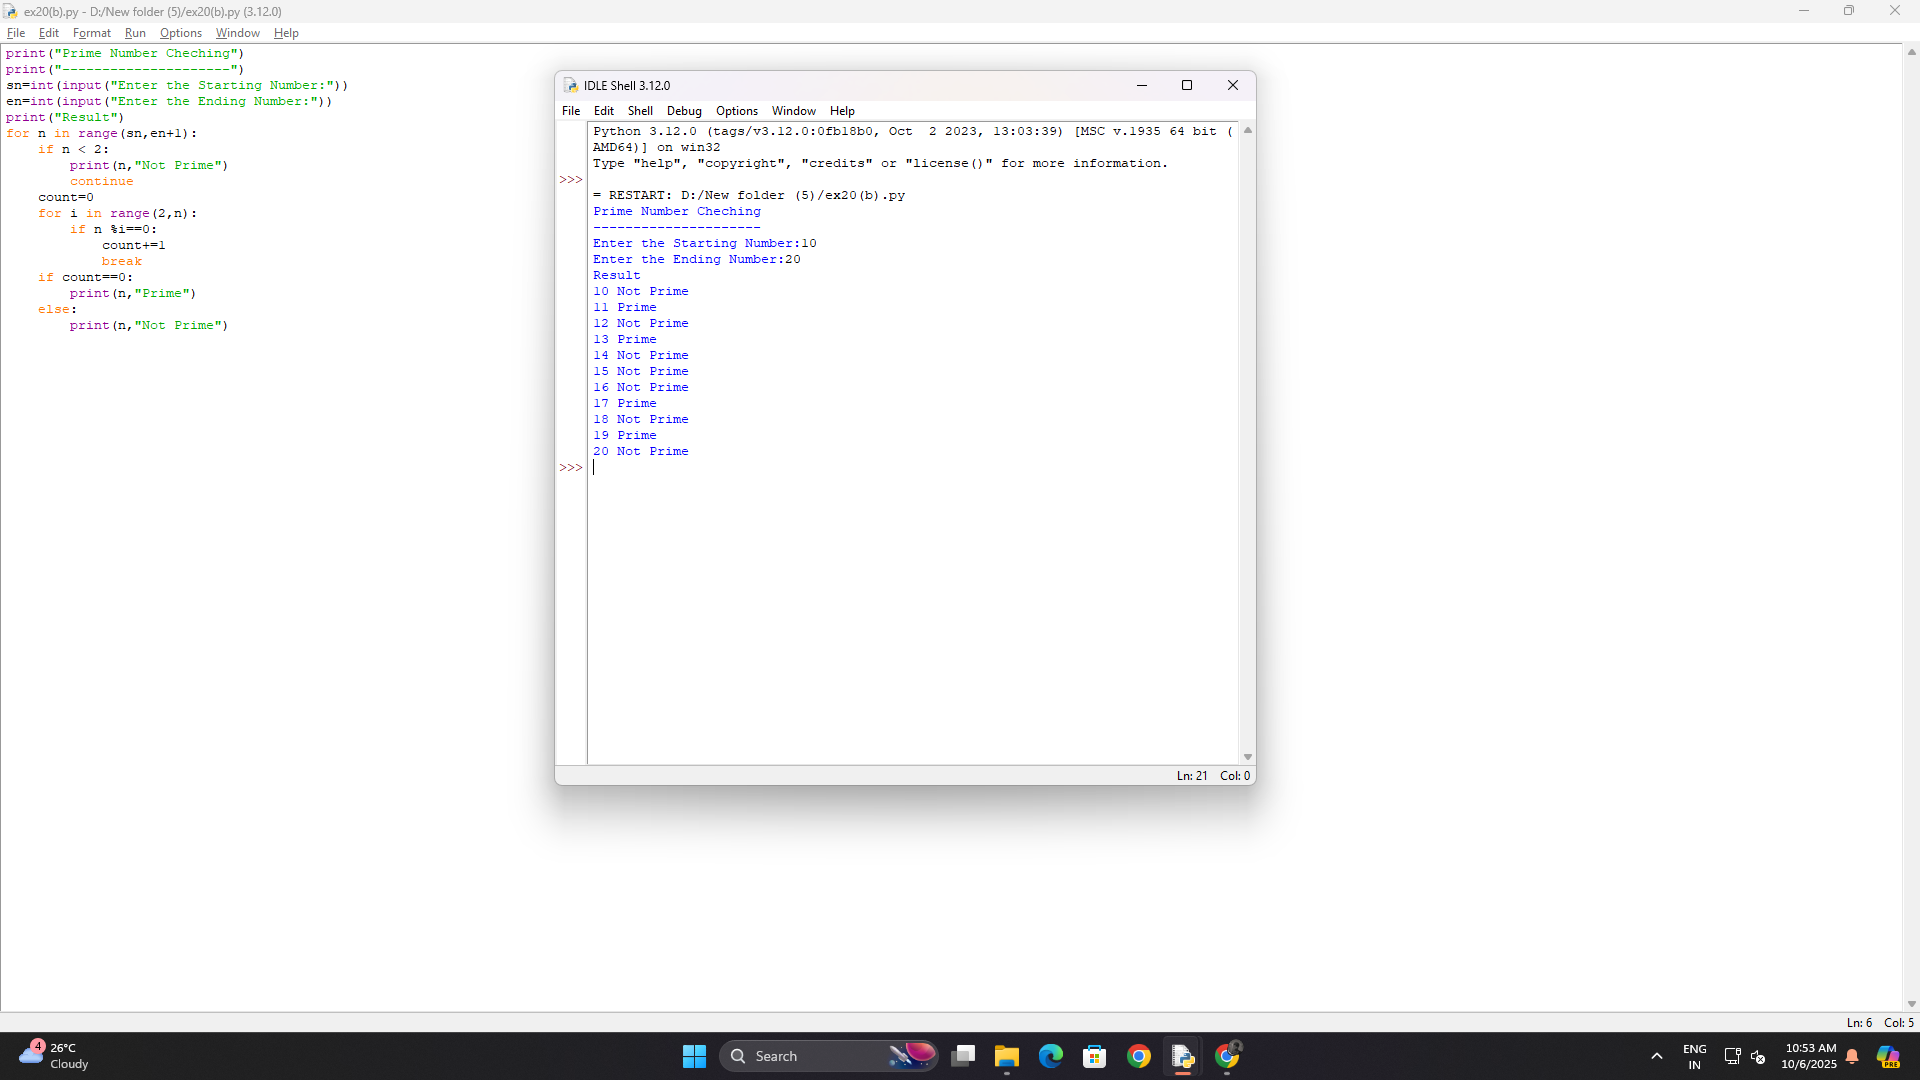 ex20(b).py - D:/New folder (5)/ex20(b).py (3.12.0)
File Edit Format Run Options Window Help
print("Prime Number Cheching")
print("---------------------")
sn=int(input("Enter the Starting Number:"))
en=int(input("Enter the Ending Number:"))
print("Result")
for n in range(sn,en+1):
    if n < 2:
        print(n,"Not Prime")
        continue
    count=0
    for i in range(2,n):
        if n %i==0:
            count+=1
            break
    if count==0:
        print(n,"Prime")
    else:
        print(n,"Not Prime")
IDLE Shell 3.12.0
File Edit Shell Debug Options Window Help
Python 3.12.0 (tags/v3.12.0:0fb18b0, Oct  2 2023, 13:03:39) [MSC v.1935 64 bit (
AMD64)] on win32
Type "help", "copyright", "credits" or "license()" for more information.
>>>
= RESTART: D:/New folder (5)/ex20(b).py
Prime Number Cheching
---------------------
Enter the Starting Number:10
Enter the Ending Number:20
Result
10 Not Prime
11 Prime
12 Not Prime
13 Prime
14 Not Prime
15 Not Prime
16 Not Prime
17 Prime
18 Not Prime
19 Prime
20 Not Prime
>>>
Ln: 21 Col: 0
Ln: 6 Col: 5
4
26°C
Cloudy
Search
ENG
IN
10:53 AM
10/6/2025
PRE